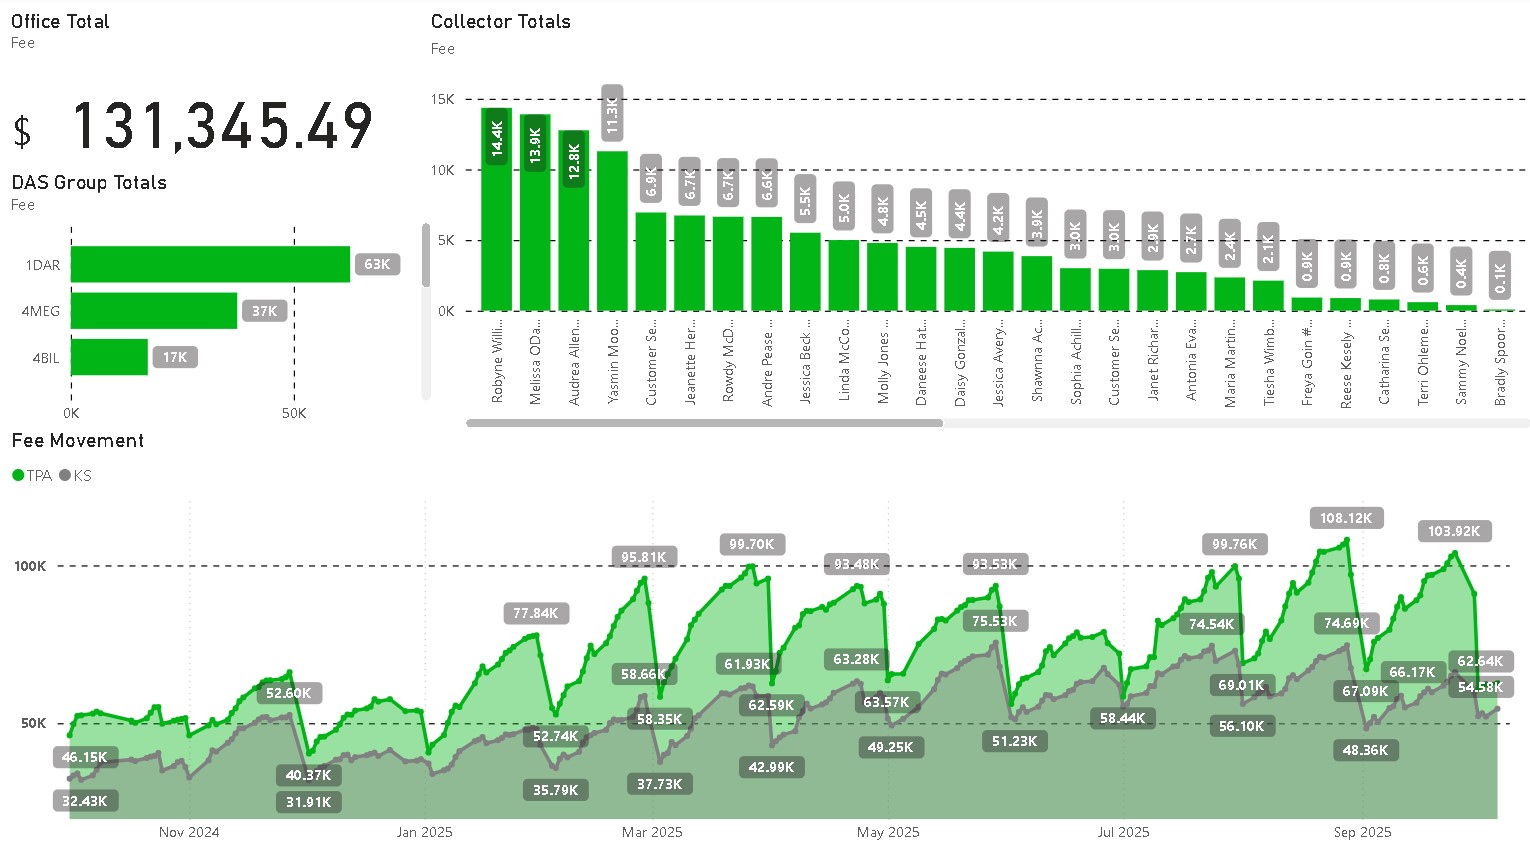 Office Total
Fee
$ 131,345.49
DAS Group Totals
Fee
1DAR
63K
4MEG
37K
4BIL
17K
0K
50K
Collector Totals
Fee
15K
10K
5K
0K
14.4K
13.9K
12.8K
11.3K
6.9K
6.7K
6.7K
6.6K
5.5K
5.0K
4.8K
4.5K
4.4K
4.2K
3.9K
3.0K
3.0K
2.9K
2.7K
2.4K
2.1K
0.9K
0.9K
0.8K
0.6K
0.4K
0.1K
Robyne Willi...
Melissa ODa...
Audrea Allen...
Yasmin Moo...
Customer Se...
Jeanette Her...
Rowdy McD...
Andre Pease ...
Jessica Beck ...
Linda McCo...
Molly Jones ...
Daneese Hat...
Daisy Gonzal...
Jessica Avery...
Shawnna Ac...
Sophia Achill...
Customer Se...
Janet Richar...
Antonia Eva...
Maria Martin...
Tiesha Wimb...
Freya Goin #...
Reese Kesely ...
Catharina Se...
Terri Ohleme...
Sammy Noel...
Bradly Spoor...
Fee Movement
TPA KS
100K
50K
46.15K
32.43K
52.60K
40.37K
31.91K
77.84K
52.74K
35.79K
95.81K
58.66K
58.35K
37.73K
99.70K
61.93K
62.59K
42.99K
93.48K
63.28K
63.57K
49.25K
93.53K
75.53K
51.23K
58.44K
99.76K
74.54K
69.01K
56.10K
108.12K
74.69K
67.09K
48.36K
103.92K
66.17K
62.64K
54.58K
Nov 2024
Jan 2025
Mar 2025
May 2025
Jul 2025
Sep 2025